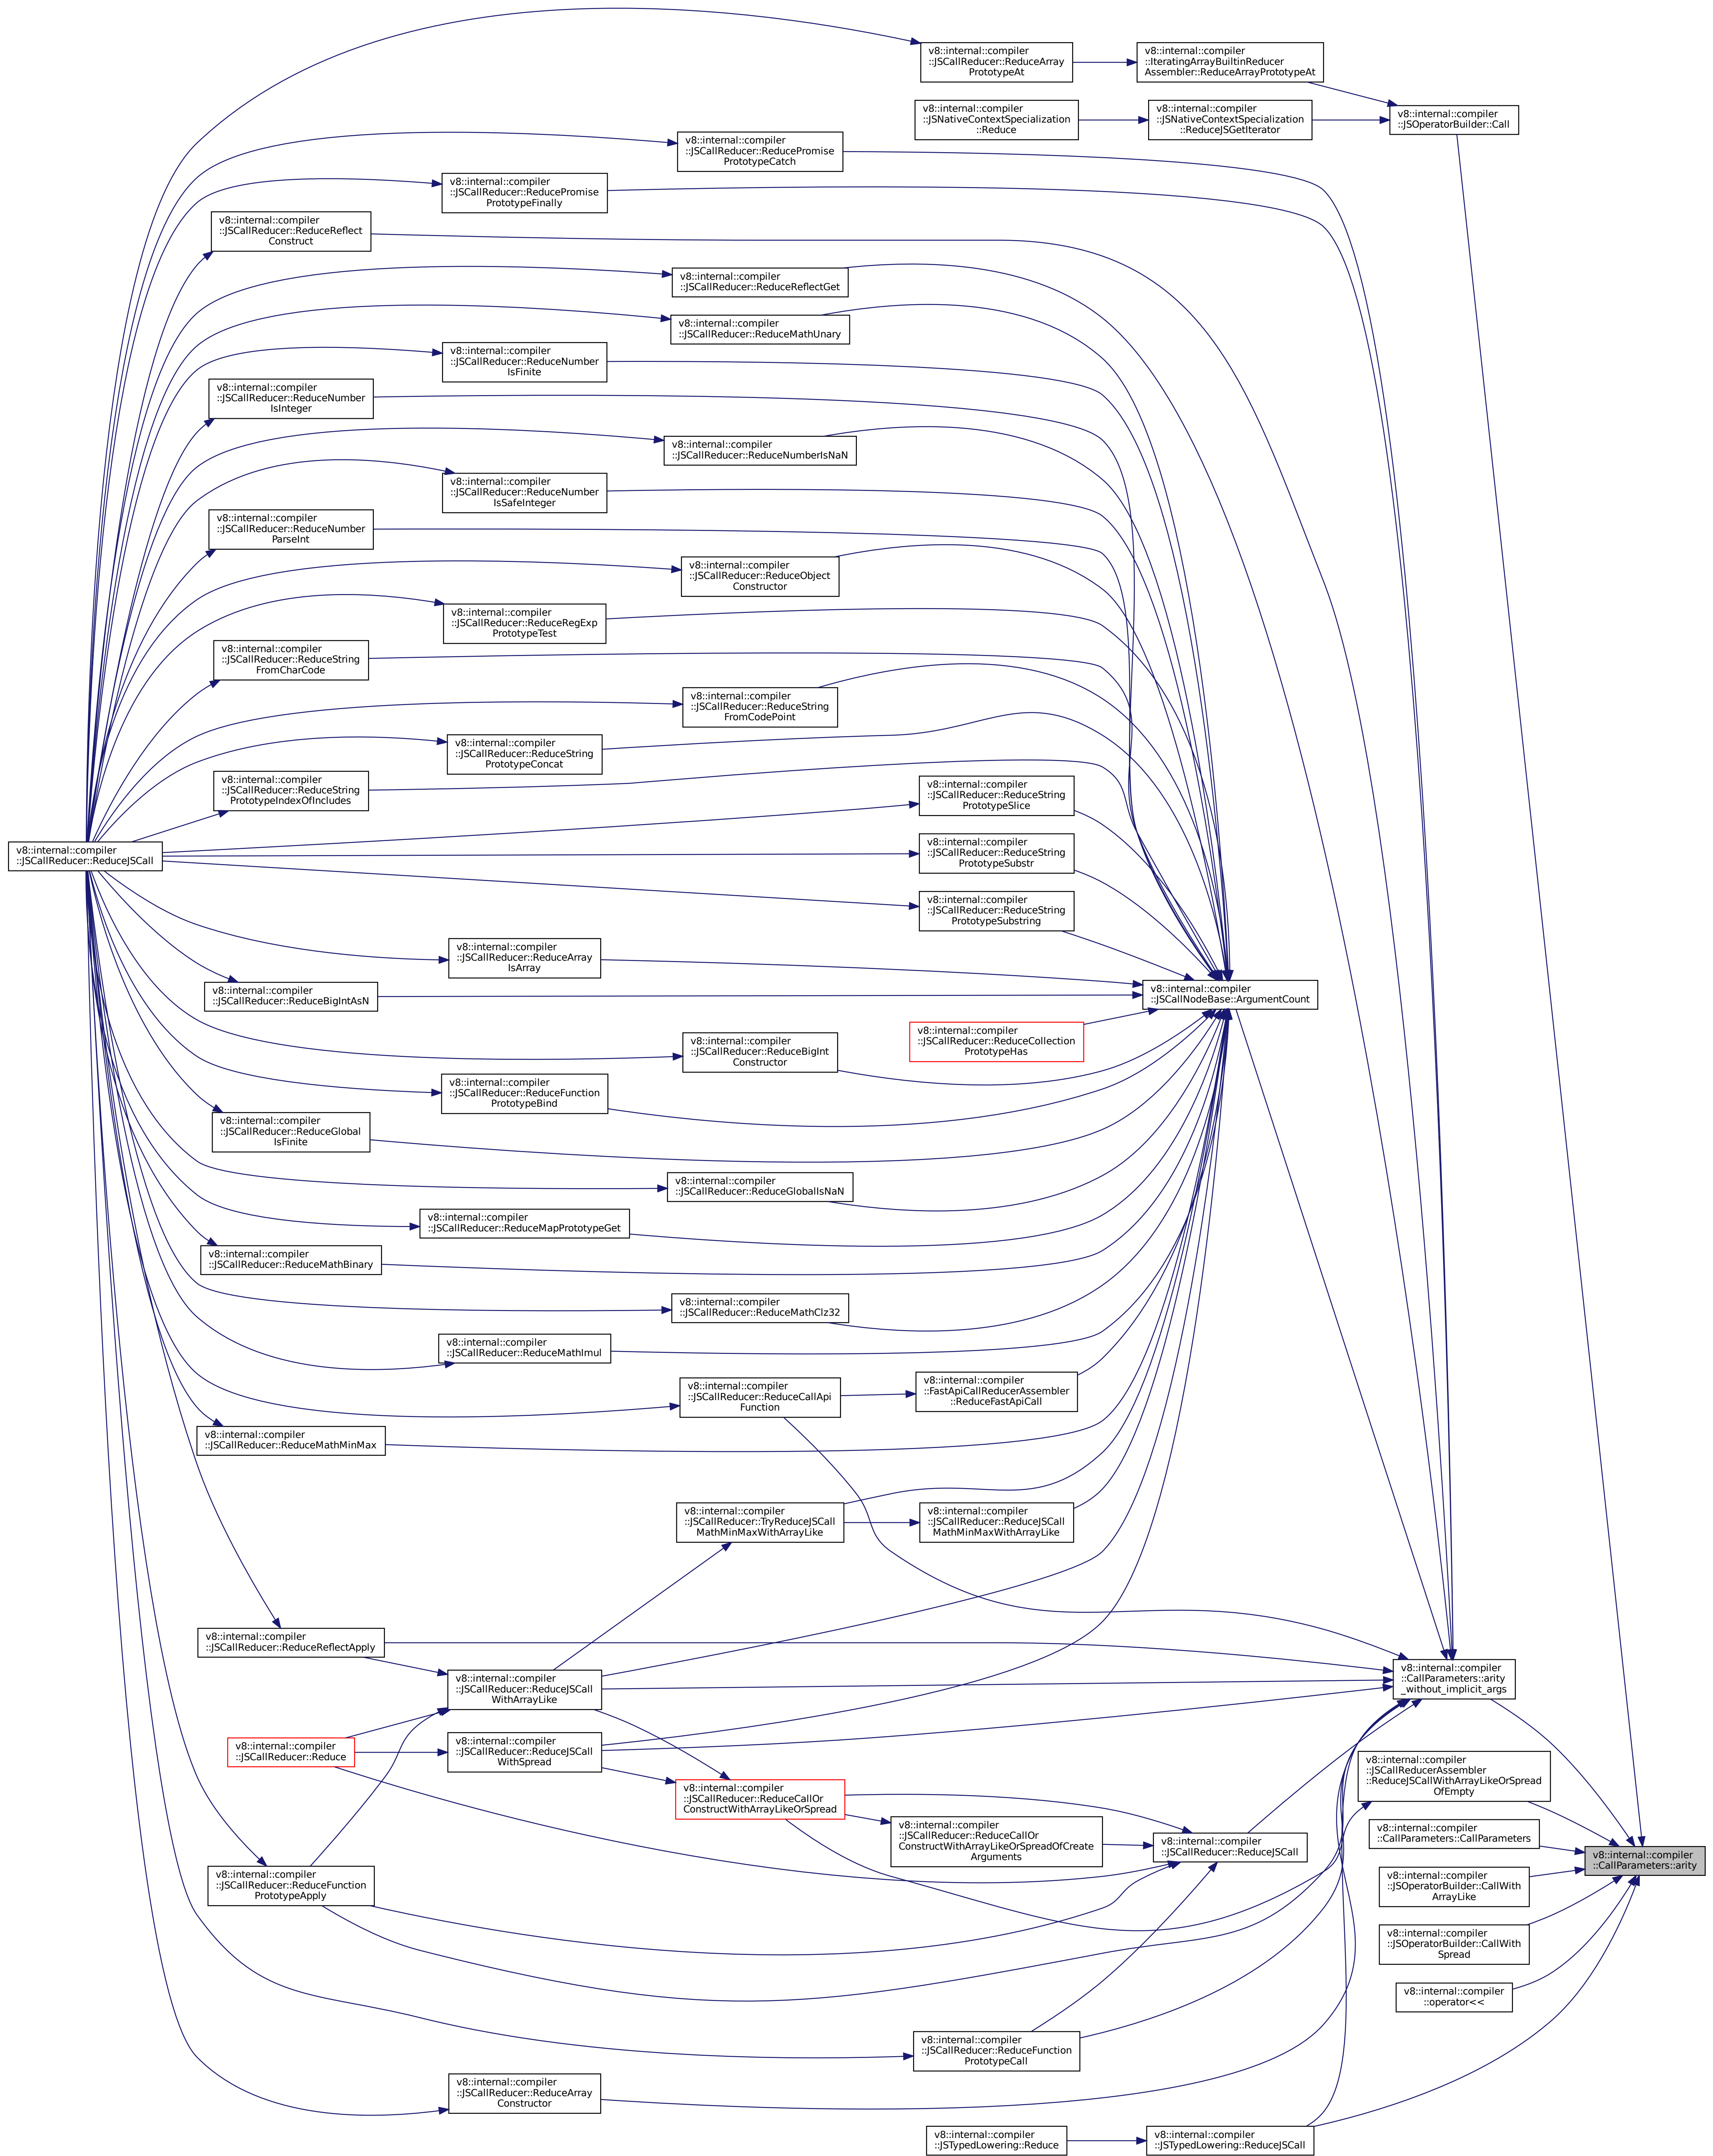 v8::internal::compiler
::JSCallReducer::ReduceArray
PrototypeAt
v8::internal::compiler
::IteratingArrayBuiltinReducer
Assembler::ReduceArrayPrototypeAt
v8::internal::compiler
::JSNativeContextSpecialization
::Reduce
v8::internal::compiler
::JSNativeContextSpecialization
::ReduceJSGetIterator
v8::internal::compiler
::JSOperatorBuilder::Call
v8::internal::compiler
::JSCallReducer::ReducePromise
PrototypeCatch
v8::internal::compiler
::JSCallReducer::ReducePromise
PrototypeFinally
v8::internal::compiler
::JSCallReducer::ReduceReflect
Construct
v8::internal::compiler
::JSCallReducer::ReduceReflectGet
v8::internal::compiler
::JSCallReducer::ReduceMathUnary
v8::internal::compiler
::JSCallReducer::ReduceNumber
IsFinite
v8::internal::compiler
::JSCallReducer::ReduceNumber
IsInteger
v8::internal::compiler
::JSCallReducer::ReduceNumberIsNaN
v8::internal::compiler
::JSCallReducer::ReduceNumber
IsSafeInteger
v8::internal::compiler
::JSCallReducer::ReduceNumber
ParseInt
v8::internal::compiler
::JSCallReducer::ReduceObject
Constructor
v8::internal::compiler
::JSCallReducer::ReduceRegExp
PrototypeTest
v8::internal::compiler
::JSCallReducer::ReduceString
FromCharCode
v8::internal::compiler
::JSCallReducer::ReduceString
FromCodePoint
v8::internal::compiler
::JSCallReducer::ReduceString
PrototypeConcat
v8::internal::compiler
::JSCallReducer::ReduceString
PrototypeIndexOfIncludes
v8::internal::compiler
::JSCallReducer::ReduceString
PrototypeSlice
v8::internal::compiler
::JSCallReducer::ReduceJSCall
v8::internal::compiler
::JSCallReducer::ReduceString
PrototypeSubstr
v8::internal::compiler
::JSCallReducer::ReduceString
PrototypeSubstring
v8::internal::compiler
::JSCallReducer::ReduceArray
IsArray
v8::internal::compiler
::JSCallReducer::ReduceBigIntAsN
v8::internal::compiler
::JSCallNodeBase::ArgumentCount
v8::internal::compiler
::JSCallReducer::ReduceCollection
PrototypeHas
v8::internal::compiler
::JSCallReducer::ReduceBigInt
Constructor
v8::internal::compiler
::JSCallReducer::ReduceFunction
PrototypeBind
v8::internal::compiler
::JSCallReducer::ReduceGlobal
IsFinite
v8::internal::compiler
::JSCallReducer::ReduceGlobalIsNaN
v8::internal::compiler
::JSCallReducer::ReduceMapPrototypeGet
v8::internal::compiler
::JSCallReducer::ReduceMathBinary
v8::internal::compiler
::JSCallReducer::ReduceMathClz32
v8::internal::compiler
::JSCallReducer::ReduceMathImul
v8::internal::compiler
::JSCallReducer::ReduceCallApi
Function
v8::internal::compiler
::FastApiCallReducerAssembler
::ReduceFastApiCall
v8::internal::compiler
::JSCallReducer::ReduceMathMinMax
v8::internal::compiler
::JSCallReducer::TryReduceJSCall
MathMinMaxWithArrayLike
v8::internal::compiler
::JSCallReducer::ReduceJSCall
MathMinMaxWithArrayLike
v8::internal::compiler
::JSCallReducer::ReduceReflectApply
v8::internal::compiler
::JSCallReducer::ReduceJSCall
WithArrayLike
v8::internal::compiler
::CallParameters::arity
_without_implicit_args
v8::internal::compiler
::JSCallReducer::Reduce
v8::internal::compiler
::JSCallReducer::ReduceJSCall
WithSpread
v8::internal::compiler
::JSCallReducer::ReduceCallOr
ConstructWithArrayLikeOrSpread
v8::internal::compiler
::JSCallReducerAssembler
::ReduceJSCallWithArrayLikeOrSpread
OfEmpty
v8::internal::compiler
::JSCallReducer::ReduceCallOr
ConstructWithArrayLikeOrSpreadOfCreate
Arguments
v8::internal::compiler
::JSCallReducer::ReduceJSCall
v8::internal::compiler
::CallParameters::CallParameters
v8::internal::compiler
::CallParameters::arity
v8::internal::compiler
::JSCallReducer::ReduceFunction
PrototypeApply
v8::internal::compiler
::JSOperatorBuilder::CallWith
ArrayLike
v8::internal::compiler
::JSOperatorBuilder::CallWith
Spread
v8::internal::compiler
::operator<<
v8::internal::compiler
::JSCallReducer::ReduceFunction
PrototypeCall
v8::internal::compiler
::JSCallReducer::ReduceArray
Constructor
v8::internal::compiler
::JSTypedLowering::Reduce
v8::internal::compiler
::JSTypedLowering::ReduceJSCall